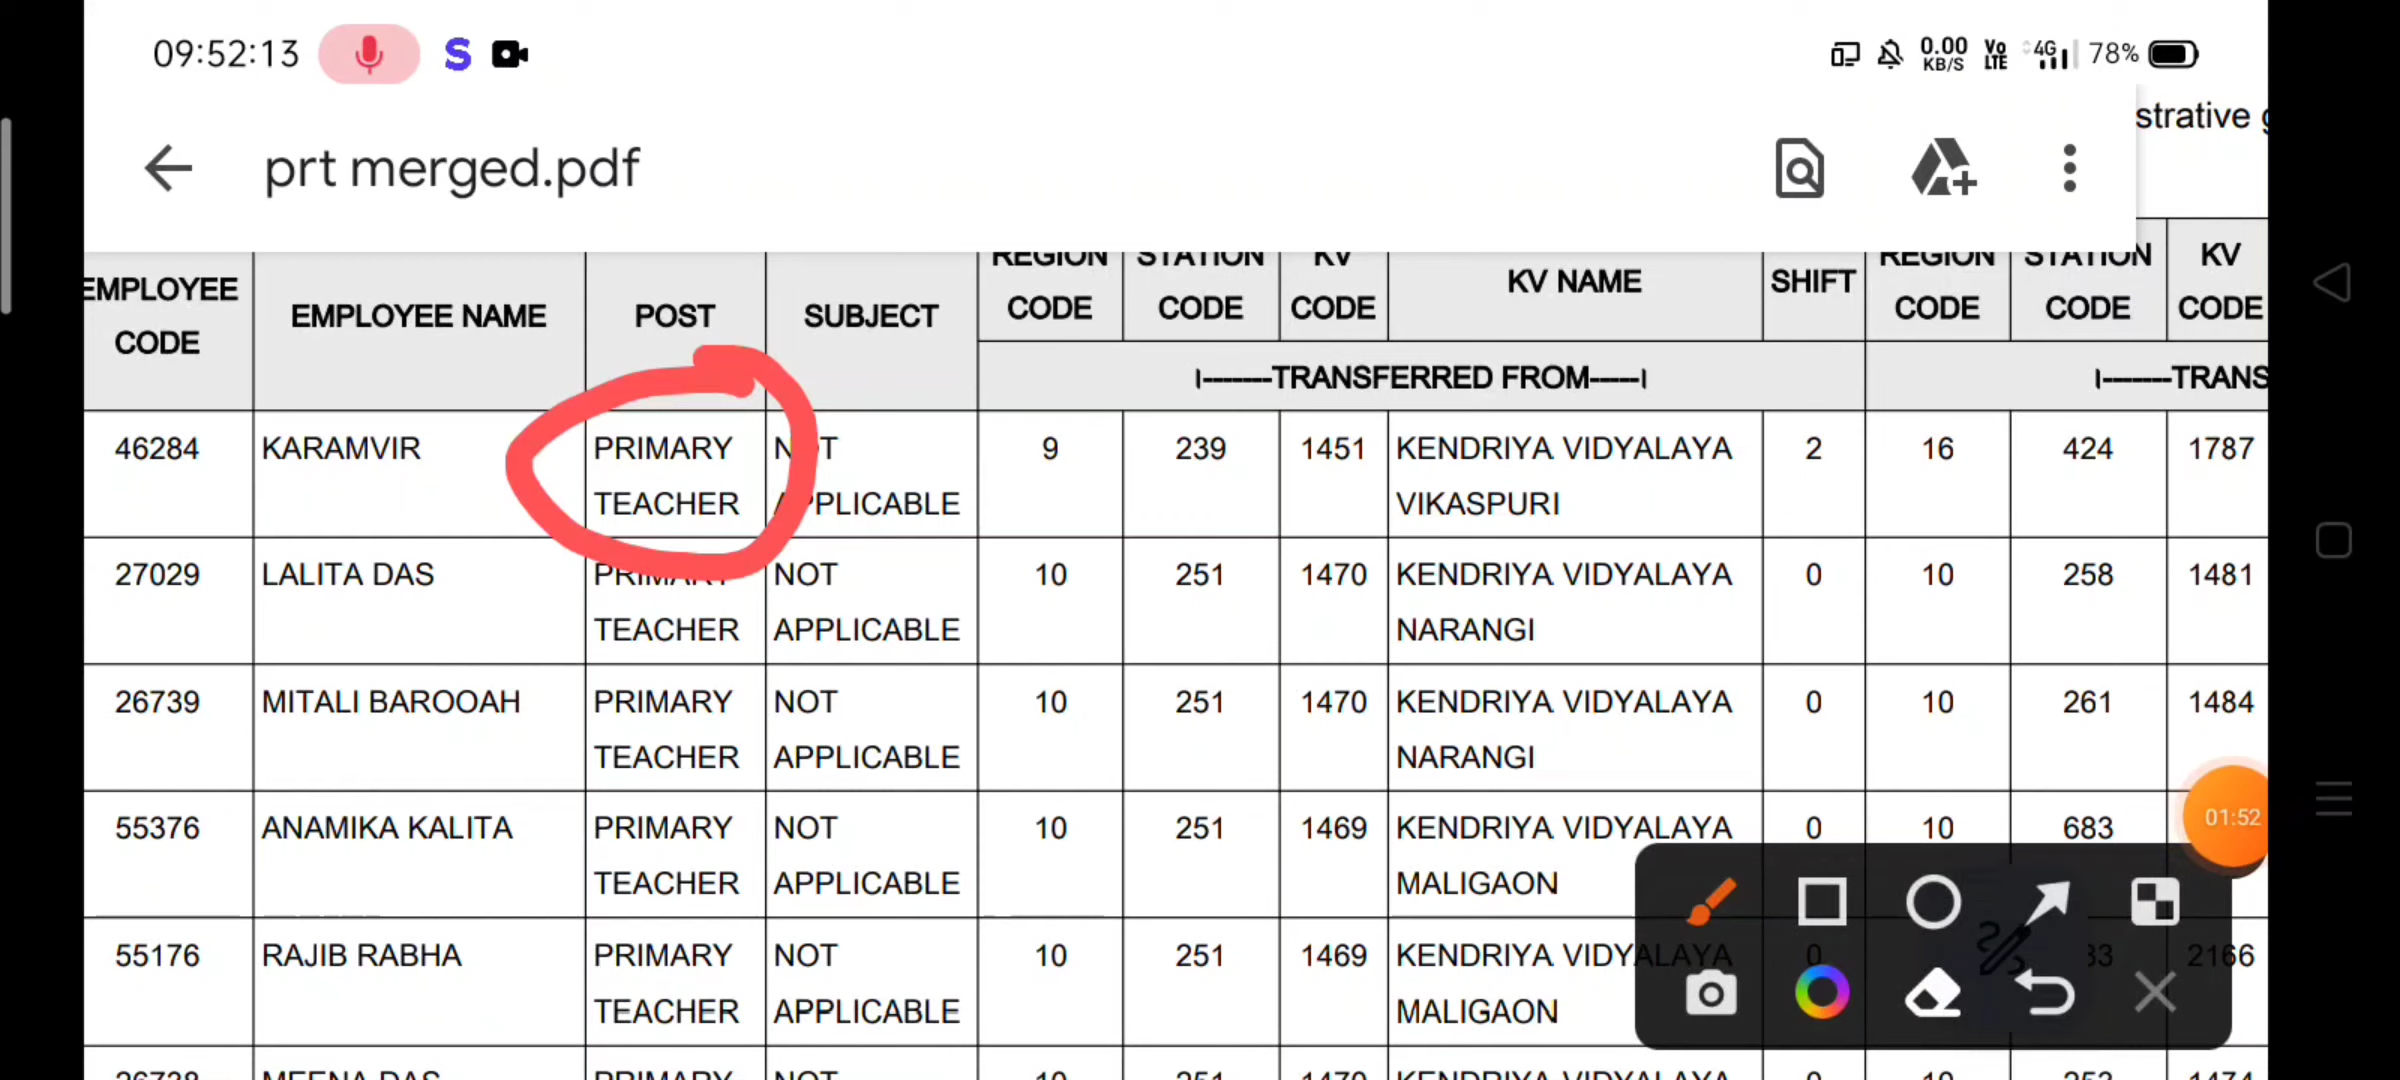 09:52:13 S 0.00 KB/S Vo LTE 4G 78%
strative
prt merged.pdf
EMPLOYEE CODE EMPLOYEE NAME POST SUBJECT REGION CODE STATION CODE KV CODE KV NAME SHIFT REGION CODE STATION CODE KV CODE
ı-------TRANSFERRED FROM-----ı ı-------TRANS
46284 KARAMVIR PRIMARY NOT 9 239 1451 KENDRIYA VIDYALAYA 2 16 424 1787
TEACHER APPLICABLE VIKASPURI
27029 LALITA DAS PRIMARY NOT 10 251 1470 KENDRIYA VIDYALAYA 0 10 258 1481
TEACHER APPLICABLE NARANGI
26739 MITALI BAROOAH PRIMARY NOT 10 251 1470 KENDRIYA VIDYALAYA 0 10 261 1484
TEACHER APPLICABLE NARANGI
55376 ANAMIKA KALITA PRIMARY NOT 10 251 1469 KENDRIYA VIDYALAYA 0 10 683
01:52
TEACHER APPLICABLE MALIGAON
55176 RAJIB RABHA PRIMARY NOT 10 251 1469 KENDRIYA VIDYALAYA 0 2166
TEACHER APPLICABLE MALIGAON
26738 MEENA DAS PRIMARY NOT 10 251 1470 KENDRIYA VIDYALAYA 0 10 253 1474